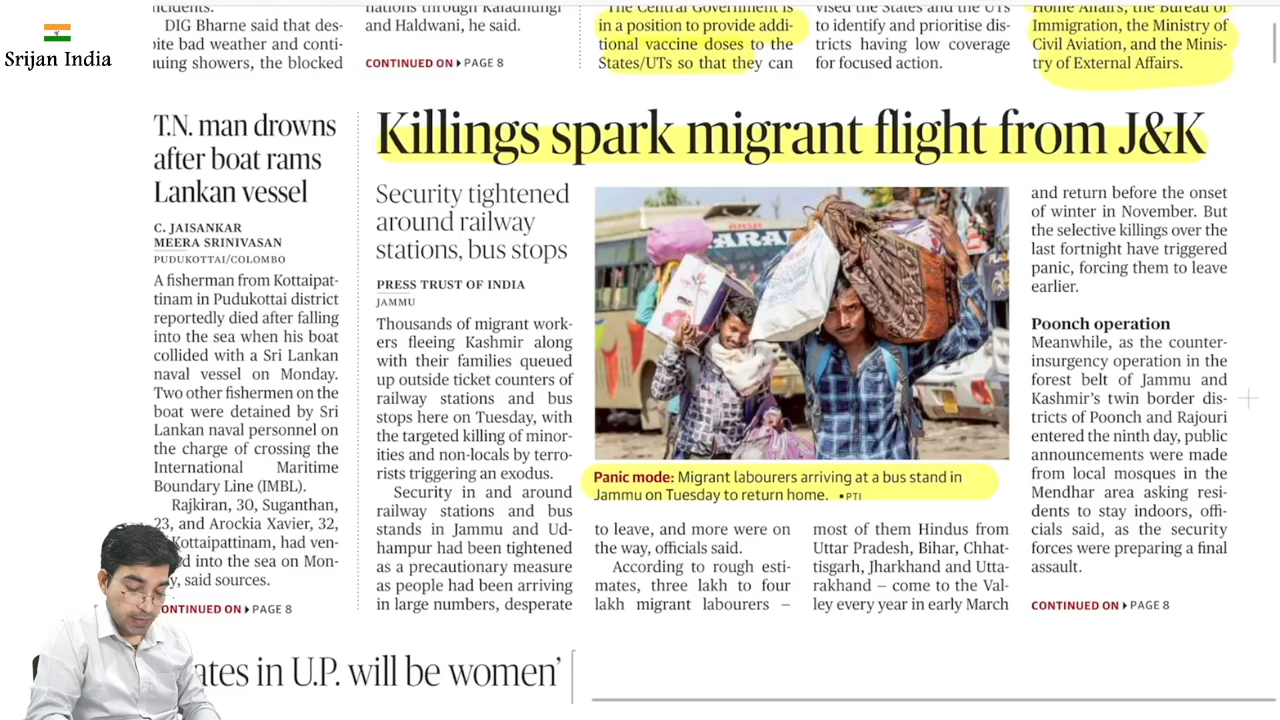 Srijan India
DIG Bharne said that des-
pite bad weather and conti-
nuing showers, the blocked
and Haldwani, he said.
CONTINUED ON PAGE 8
The Central Government is
in a position to provide addi-
tional vaccine doses to the
States/UTs so that they can
vised the States and the UTs
to identify and prioritise dis-
tricts having low coverage
for focused action.
Home Affairs, the Bureau of
Immigration, the Ministry of
Civil Aviation, and the Minis-
try of External Affairs.
T.N. man drowns
after boat rams
Lankan vessel
C. JAISANKAR
MEERA SRINIVASAN
PUDUKOTTAI/COLOMBO
A fisherman from Kottaipat-
tinam in Pudukottai district
reportedly died after falling
into the sea when his boat
collided with a Sri Lankan
naval vessel on Monday.
Two other fishermen on the
boat were detained by Sri
Lankan naval personnel on
the charge of crossing the
International Maritime
Boundary Line (IMBL).
Rajkiran, 30, Suganthan,
23, and Arockia Xavier, 32,
Kottaipattinam, had ven-
into the sea on Mon-
said sources.
CONTINUED ON PAGE 8
Killings spark migrant flight from J&K
Security tightened
around railway
stations, bus stops
PRESS TRUST OF INDIA
JAMMU
Thousands of migrant work-
ers fleeing Kashmir along
with their families queued
up outside ticket counters of
railway stations and bus
stops here on Tuesday, with
the targeted killing of minor-
ities and non-locals by terro-
rists triggering an exodus.
Security in and around
railway stations and bus
stands in Jammu and Ud-
hampur had been tightened
as a precautionary measure
as people had been arriving
in large numbers, desperate
Panic mode: Migrant labourers arriving at a bus stand in
Jammu on Tuesday to return home. ▪PTI
to leave, and more were on
the way, officials said.
According to rough esti-
mates, three lakh to four
lakh migrant labourers –
most of them Hindus from
Uttar Pradesh, Bihar, Chhat-
tisgarh, Jharkhand and Utta-
rakhand – come to the Val-
ley every year in early March
and return before the onset
of winter in November. But
the selective killings over the
last fortnight have triggered
panic, forcing them to leave
earlier.
Poonch operation
Meanwhile, as the counter-
insurgency operation in the
forest belt of Jammu and
Kashmir's twin border dis-
tricts of Poonch and Rajouri
entered the ninth day, public
announcements were made
from local mosques in the
Mendhar area asking resi-
dents to stay indoors, offi-
cials said, as the security
forces were preparing a final
assault.
CONTINUED ON PAGE 8
in U.P. will be women'